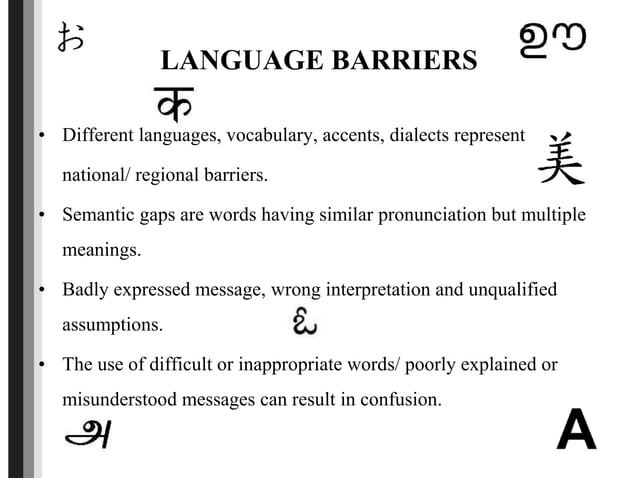 お
ഊ
LANGUAGE BARRIERS
क
• Different languages, vocabulary, accents, dialects represent
national/ regional barriers.
美
• Semantic gaps are words having similar pronunciation but multiple
meanings.
• Badly expressed message, wrong interpretation and unqualified
assumptions.
• The use of difficult or inappropriate words/ poorly explained or
misunderstood messages can result in confusion.
அ
A